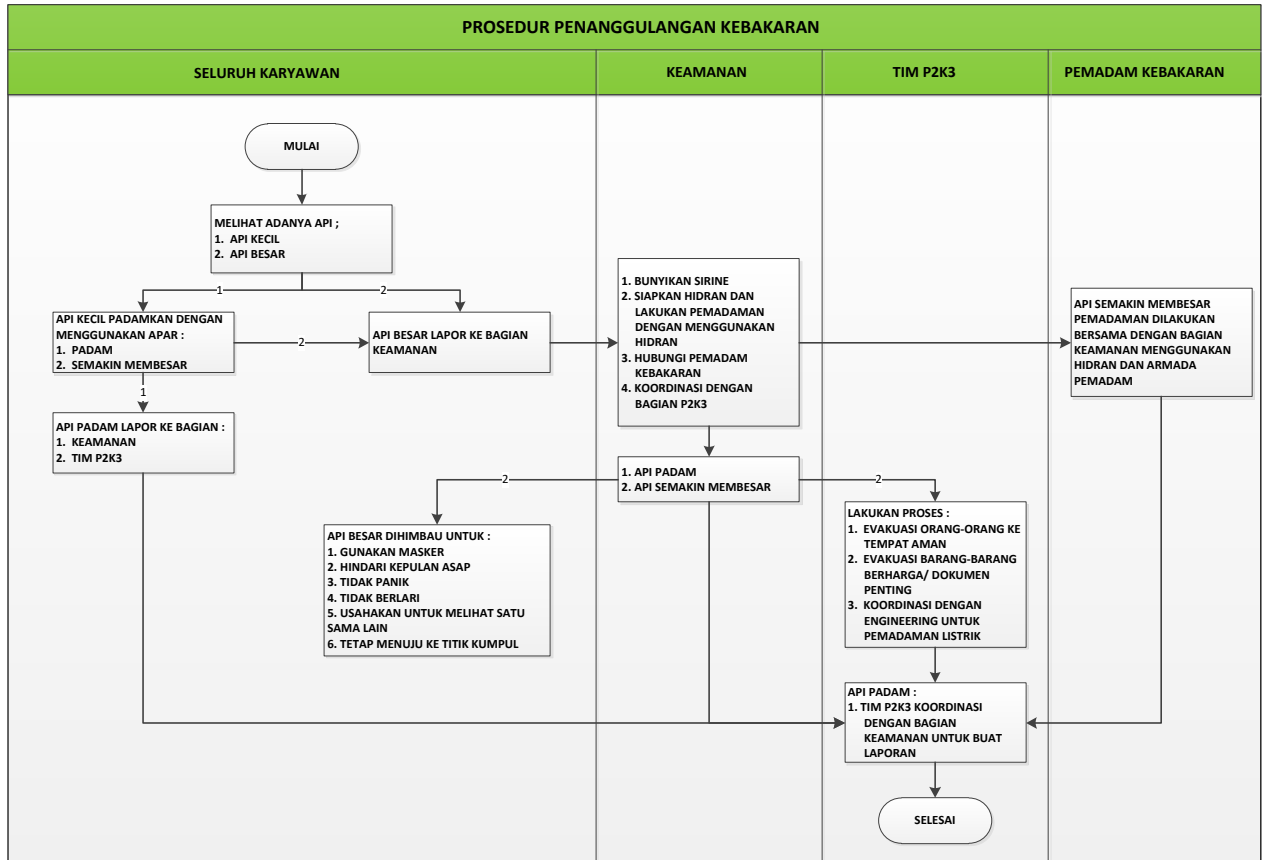 PROSEDUR PENANGGULANGAN KEBAKARAN
SELURUH KARYAWAN
KEAMANAN
TIM P2K3
PEMADAM KEBAKARAN
MULAI
MELIHAT ADANYA API ;
1. API KECIL
2. API BESAR
1
2
API KECIL PADAMKAN DENGAN
MENGGUNAKAN APAR :
1. PADAM
2. SEMAKIN MEMBESAR
2
API BESAR LAPOR KE BAGIAN
KEAMANAN
1
API PADAM LAPOR KE BAGIAN :
1. KEAMANAN
2. TIM P2K3
1. BUNYIKAN SIRINE
2. SIAPKAN HIDRAN DAN
LAKUKAN PEMADAMAN
DENGAN MENGGUNAKAN
HIDRAN
3. HUBUNGI PEMADAM
KEBAKARAN
4. KOORDINASI DENGAN
BAGIAN P2K3
API SEMAKIN MEMBESAR
PEMADAMAN DILAKUKAN
BERSAMA DENGAN BAGIAN
KEAMANAN MENGGUNAKAN
HIDRAN DAN ARMADA
PEMADAM
1. API PADAM
2. API SEMAKIN MEMBESAR
2
2
API BESAR DIHIMBAU UNTUK :
1. GUNAKAN MASKER
2. HINDARI KEPULAN ASAP
3. TIDAK PANIK
4. TIDAK BERLARI
5. USAHAKAN UNTUK MELIHAT SATU
SAMA LAIN
6. TETAP MENUJU KE TITIK KUMPUL
LAKUKAN PROSES :
1. EVAKUASI ORANG-ORANG KE
TEMPAT AMAN
2. EVAKUASI BARANG-BARANG
BERHARGA/ DOKUMEN
PENTING
3. KOORDINASI DENGAN
ENGINEERING UNTUK
PEMADAMAN LISTRIK
API PADAM :
1. TIM P2K3 KOORDINASI
DENGAN BAGIAN
KEAMANAN UNTUK BUAT
LAPORAN
SELESAI